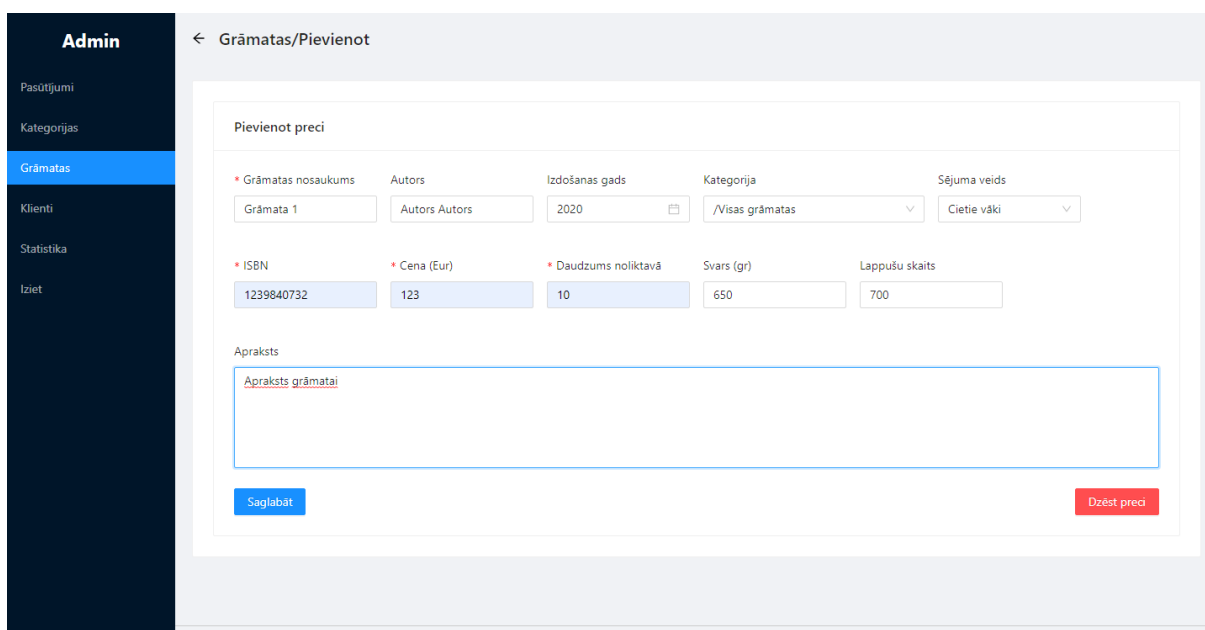 Admin
← Grāmatas/Pievienot
Pasūtījumi
Kategorijas
Grāmatas
Klienti
Statistika
Iziet
Pievienot preci
* Grāmatas nosaukums Autors Izdošanas gads Kategorija Sējuma veids
Grāmata 1 Autors Autors 2020 /Visas grāmatas Cietie vāki
* ISBN * Cena (Eur) * Daudzums noliktavā Svars (gr) Lappušu skaits
1239840732 123 10 650 700
Apraksts
Apraksts grāmatai
Saglabāt Dzēst preci